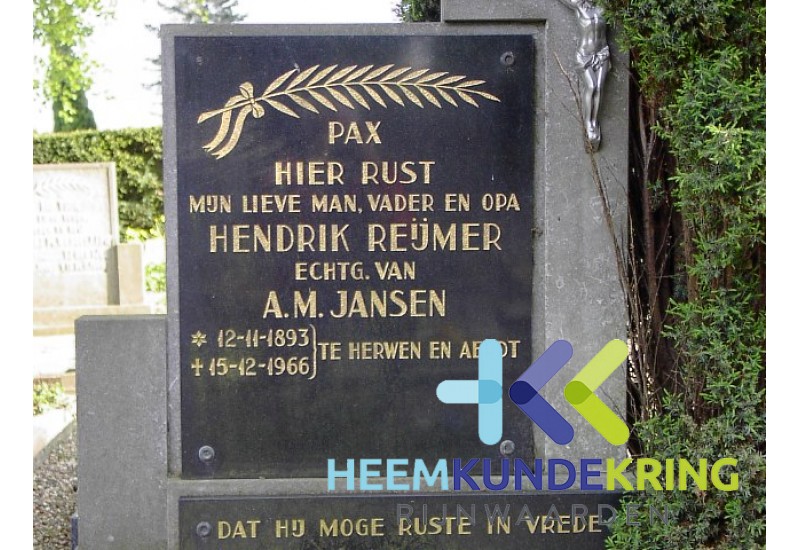 PAX
HIER RUST
MIJN LIEVE MAN, VADER EN OPA
HENDRIK REIJMER
ECHTG. VAN
A.M. JANSEN
* 12-11-1893
TE HERWEN EN AERDT
✝ 15-12-1966
HEEMKUNDEKRING
RIJNWAARDEN
DAT HIJ MOGE RUSTE IN VREDE